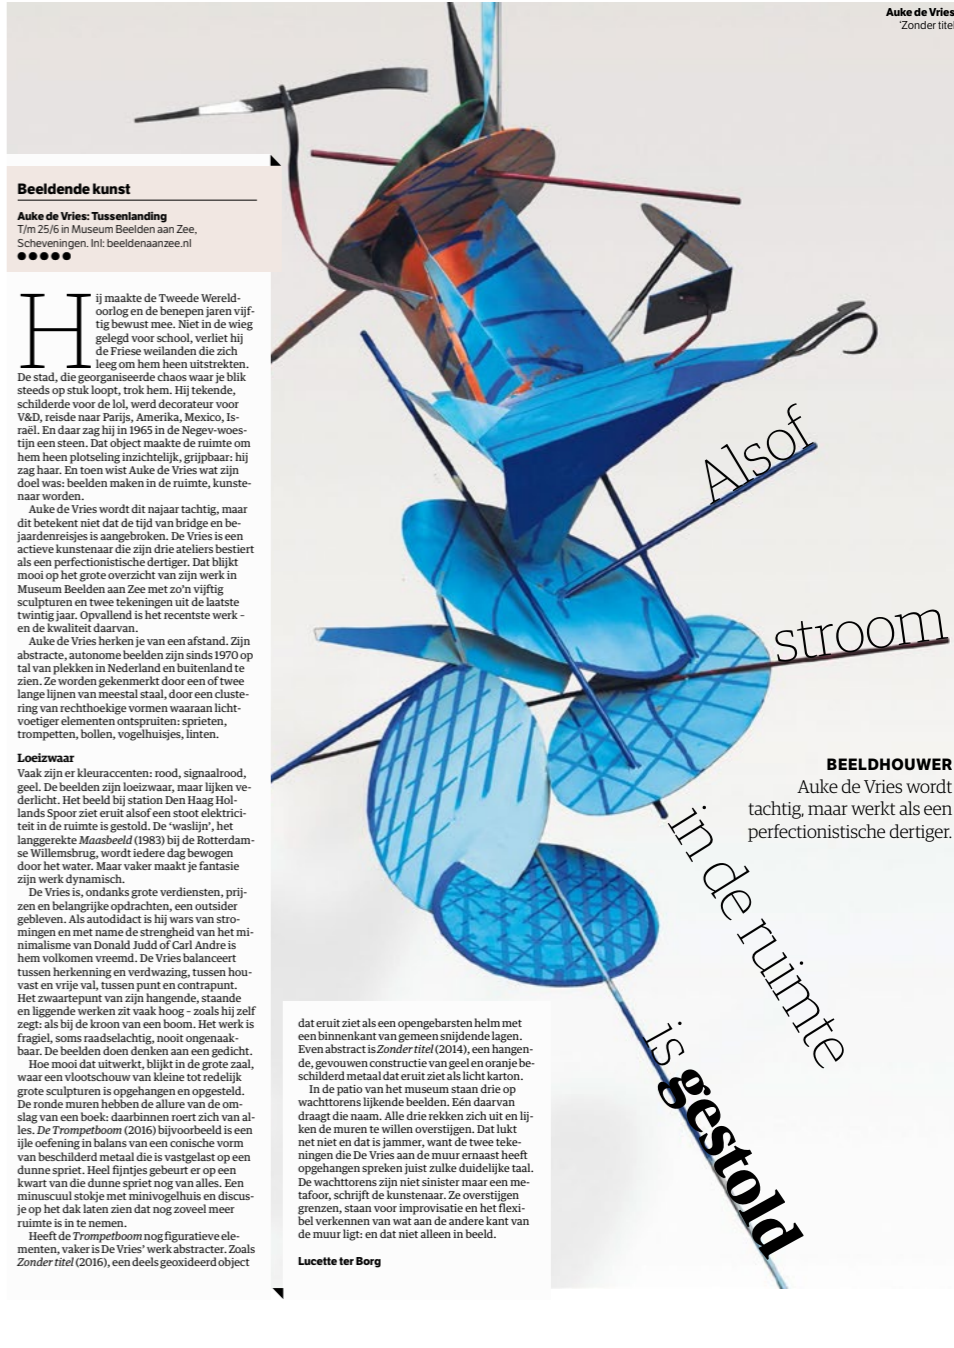 Auke de Vries
'Zonder titel
Beeldende kunst
Auke de Vries: Tussenlanding
T/m 25/6 in Museum Beelden aan Zee,
Scheveningen. Inl: beeldenaanzee.nl
●●●●●
Hij maakte de Tweede Wereld-
oorlog en de benepen jaren vijf-
tig bewust mee. Niet in de wieg
gelegd voor school, verliet hij
de Friese weilanden die zich
leeg om hem heen uitstrekten.
De stad, die georganiseerde chaos waar je blik
steeds op stuk loopt, trok hem. Hij tekende,
schilderde voor de lol, werd decorateur voor
V&D, reisde naar Parijs, Amerika, Mexico, Is-
raël. En daar zag hij in 1965 in de Negev-woes-
tijn een steen. Dat object maakte de ruimte om
hem heen plotseling inzichtelijk, grijpbaar: hij
zag haar. En toen wist Auke de Vries wat zijn
doel was: beelden maken in de ruimte, kunste-
naar worden.
Auke de Vries wordt dit najaar tachtig, maar
dit betekent niet dat de tijd van bridge en be-
jaardenreisjes is aangebroken. De Vries is een
actieve kunstenaar die zijn drie ateliers bestiert
als een perfectionistische dertiger. Dat blijkt
mooi op het grote overzicht van zijn werk in
Museum Beelden aan Zee met zo'n vijftig
sculpturen en twee tekeningen uit de laatste
twintig jaar. Opvallend is het recentste werk –
en de kwaliteit daarvan.
Auke de Vries herken je van een afstand. Zijn
abstracte, autonome beelden zijn sinds 1970 op
tal van plekken in Nederland en buitenland te
zien. Ze worden gekenmerkt door een of twee
lange lijnen van meestal staal, door een cluste-
ring van rechthoekige vormen waaraan licht-
voetiger elementen ontspruiten: sprieten,
trompetten, bollen, vogelhuisjes, linten.
Loeizwaar
Vaak zijn er kleuraccenten: rood, signaalrood,
geel. De beelden zijn loeizwaar, maar lijken ve-
derlicht. Het beeld bij station Den Haag Hol-
lands Spoor ziet eruit alsof een stoot elektrici-
teit in de ruimte is gestold. De 'waslijn', het
langgerekte Maasbeeld (1983) bij de Rotterdam-
se Willemsbrug, wordt iedere dag bewogen
door het water. Maar vaker maakt je fantasie
zijn werk dynamisch.
De Vries is, ondanks grote verdiensten, prij-
zen en belangrijke opdrachten, een outsider
gebleven. Als autodidact is hij wars van stro-
mingen en met name de strengheid van het mi-
nimalisme van Donald Judd of Carl Andre is
hem volkomen vreemd. De Vries balanceert
tussen herkenning en verdwazing, tussen hou-
vast en vrije val, tussen punt en contrapunt.
Het zwaartepunt van zijn hangende, staande
en liggende werken zit vaak hoog – zoals hij zelf
zegt: als bij de kroon van een boom. Het werk is
fragiel, soms raadselachtig, nooit ongenaak-
baar. De beelden doen denken aan een gedicht.
Hoe mooi dat uitwerkt, blijkt in de grote zaal,
waar een vlootschouw van kleine tot redelijk
grote sculpturen is opgehangen en opgesteld.
De ronde muren hebben de allure van de om-
slag van een boek: daarbinnen roert zich van al-
les. De Trompetboom (2016) bijvoorbeeld is een
ijle oefening in balans van een conische vorm
van beschilderd metaal die is vastgelast op een
dunne spriet. Heel fijntjes gebeurt er op een
kwart van die dunne spriet nog van alles. Een
minuscuul stokje met minivogelhuis en discus-
je op het dak laten zien dat nog zoveel meer
ruimte is in te nemen.
Heeft de Trompetboom nog figuratieve ele-
menten, vaker is De Vries' werk abstracter. Zoals
Zonder titel (2016), een deels geoxideerd object
dat eruit ziet als een opengebarsten helm met
een binnenkant van gemeen snijdende lagen.
Even abstract is Zonder titel (2014), een hangen-
de, gevouwen constructie van geel en oranje be-
schilderd metaal dat eruit ziet als licht karton.
In de patio van het museum staan drie op
wachttorens lijkende beelden. Eén daarvan
draagt die naam. Alle drie rekken zich uit en lij-
ken de muren te willen overstijgen. Dat lukt
net niet en dat is jammer, want de twee teke-
ningen die De Vries aan de muur ernaast heeft
opgehangen spreken juist zulke duidelijke taal.
De wachttorens zijn niet sinister maar een me-
tafoor, schrijft de kunstenaar. Ze overstijgen
grenzen, staan voor improvisatie en het flexi-
bel verkennen van wat aan de andere kant van
de muur ligt: en dat niet alleen in beeld.
Lucette ter Borg
Alsof
stroom
in de ruimte
is gestold
BEELDHOUWER
Auke de Vries wordt
tachtig, maar werkt als een
perfectionistische dertiger.